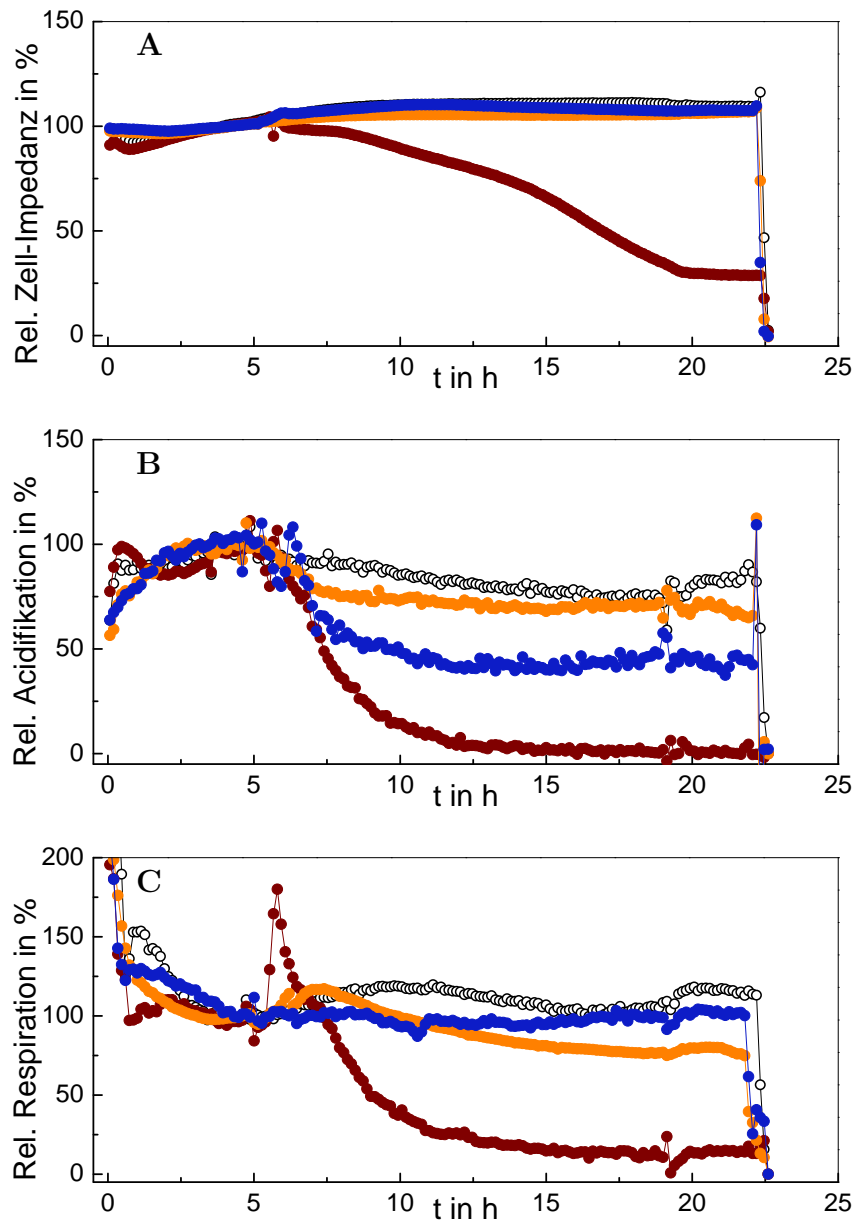 A
Rel. Zell-Impedanz in %
150
100
50
0
0 5 10 15 20 25
t in h
B
Rel. Acidifikation in %
150
100
50
0
0 5 10 15 20 25
t in h
C
Rel. Respiration in %
200
150
100
50
0
0 5 10 15 20 25
t in h